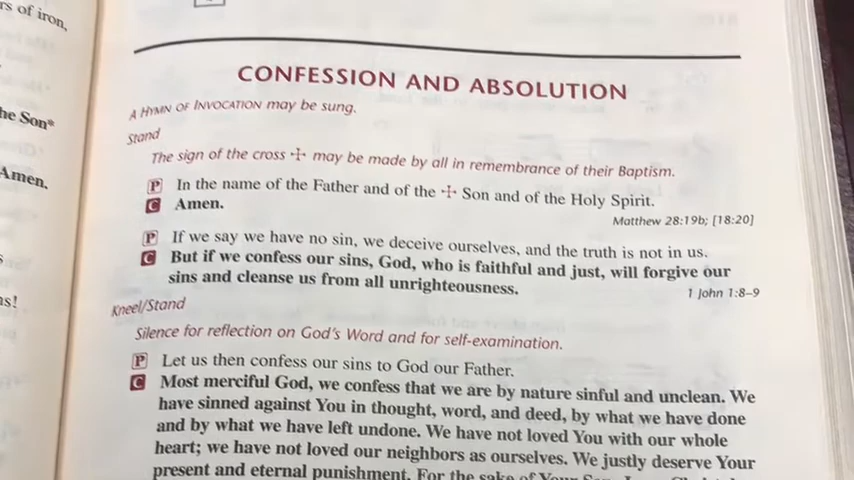 rs of iron,
he Son*
Amen.
s!
CONFESSION AND ABSOLUTION
A HYMN OF INVOCATION may be sung.
Stand
The sign of the cross ☩ may be made by all in remembrance of their Baptism.
P In the name of the Father and of the ☩ Son and of the Holy Spirit.
C Amen.
Matthew 28:19b; [18:20]
P If we say we have no sin, we deceive ourselves, and the truth is not in us.
C But if we confess our sins, God, who is faithful and just, will forgive our
sins and cleanse us from all unrighteousness.
1 John 1:8–9
Kneel/Stand
Silence for reflection on God's Word and for self-examination.
P Let us then confess our sins to God our Father.
C Most merciful God, we confess that we are by nature sinful and unclean. We
have sinned against You in thought, word, and deed, by what we have done
and by what we have left undone. We have not loved You with our whole
heart; we have not loved our neighbors as ourselves. We justly deserve Your
present and eternal punishment. For the sake of Your Son, Jesus Christ,